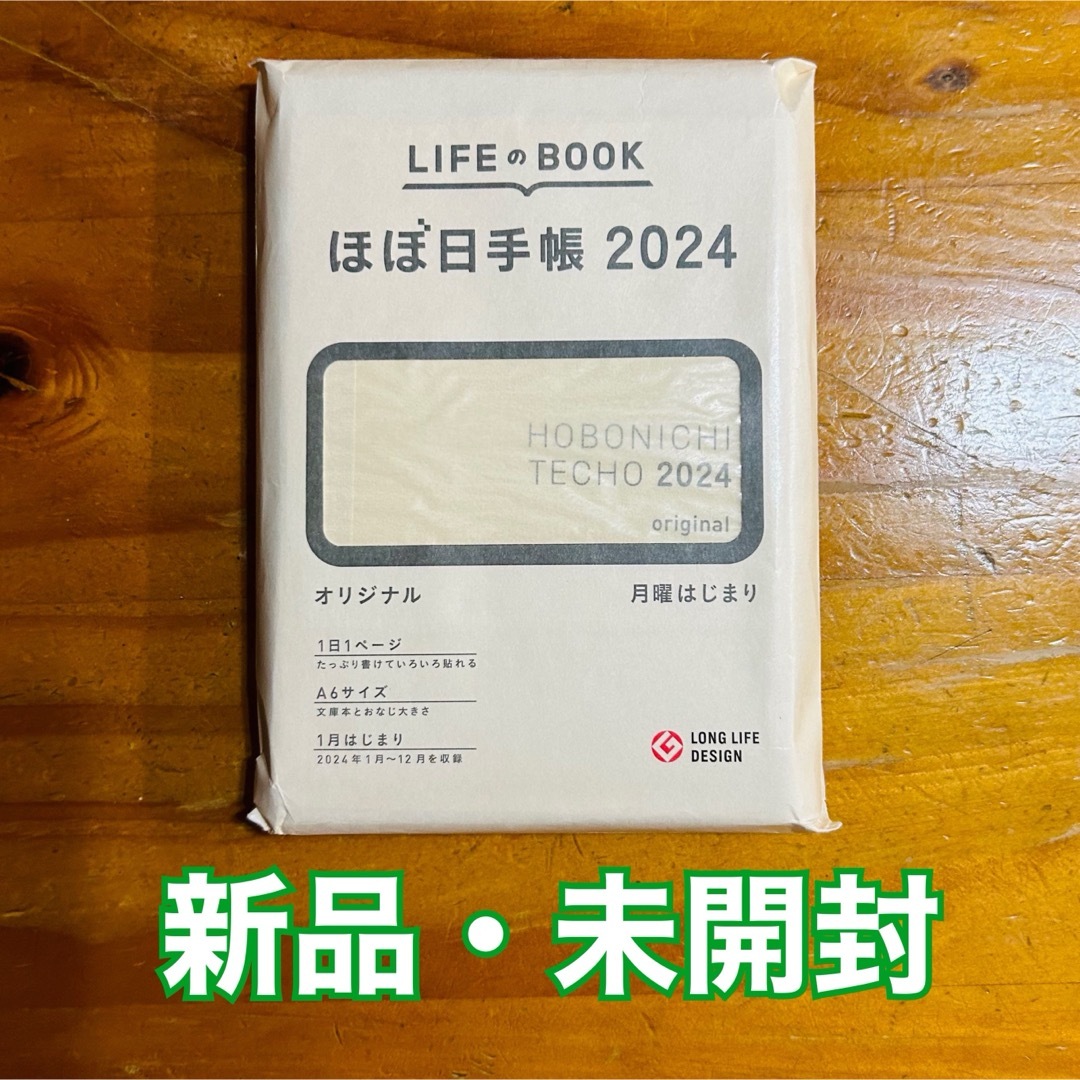 LIFEのBOOK
ほぼ日手帳 2024
HOBONICHI
TECHO 2024
original
オリジナル
月曜はじまり
1日1ページ
たっぷり書けていろいろ貼れる
A6サイズ
文庫本とおなじ大きさ
1月はじまり
2024年1月〜12月を収録
LONG LIFE
DESIGN
新品・未開封